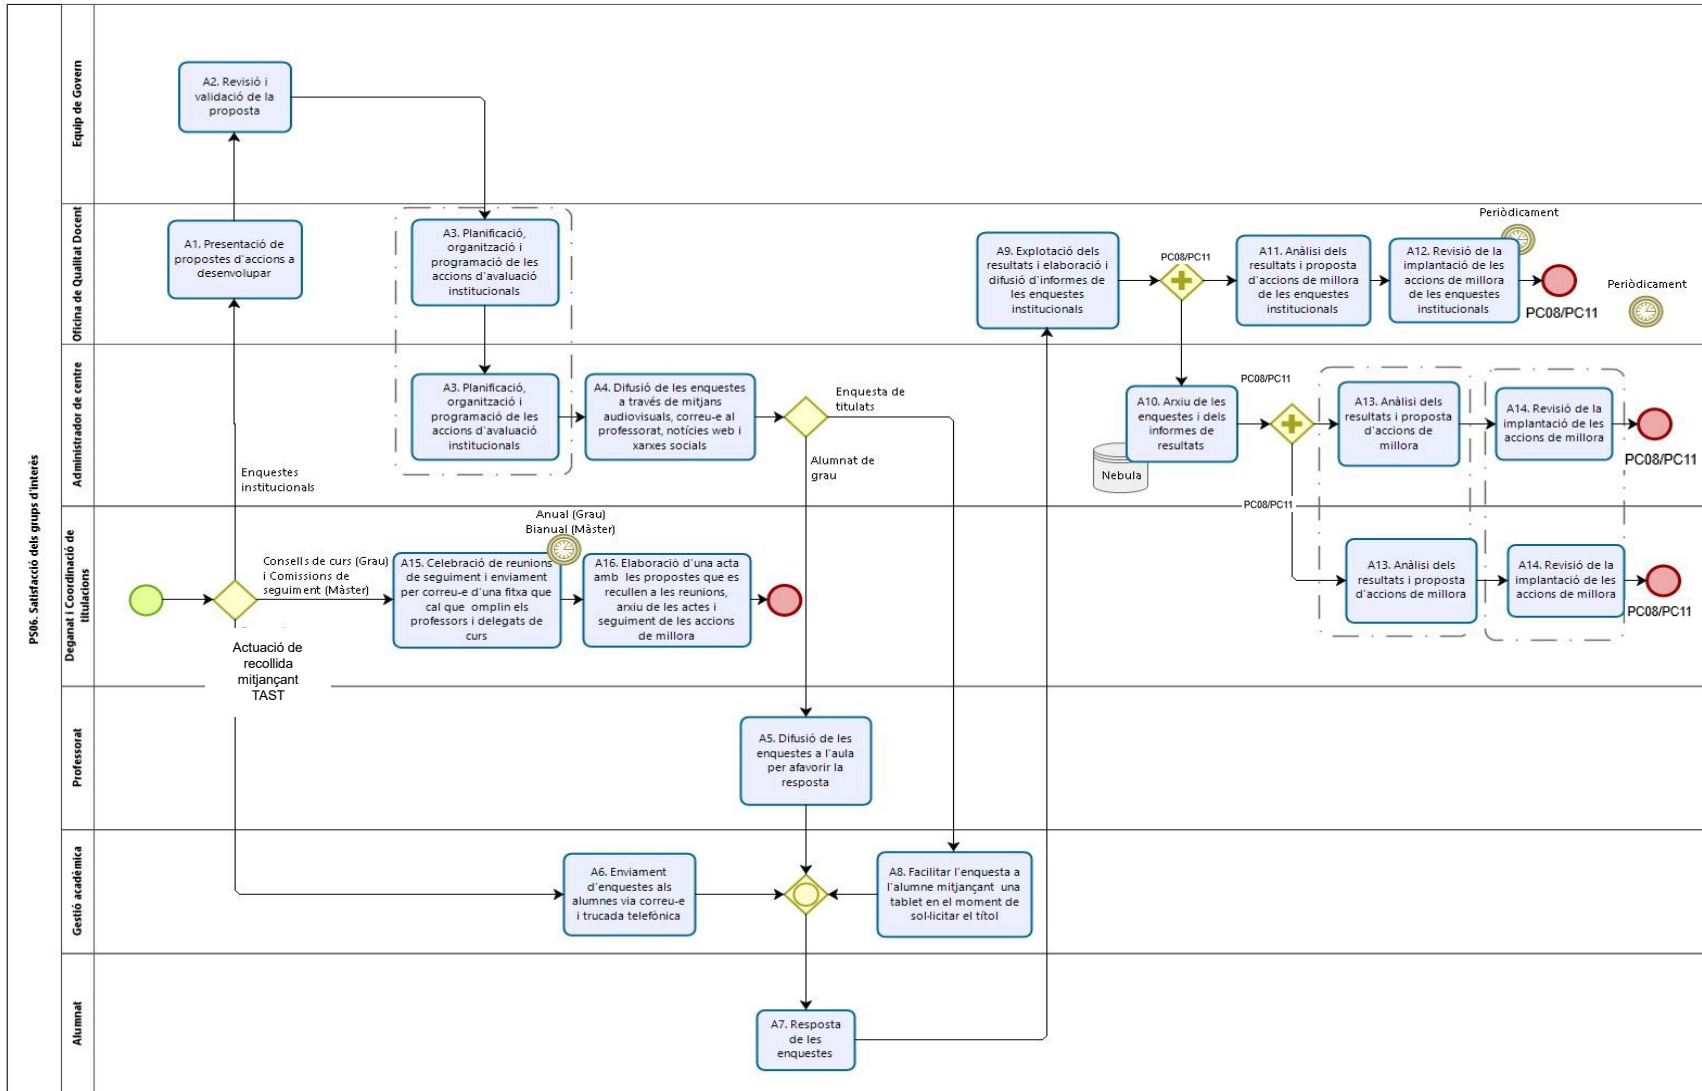 PS06. Satisfacció dels grups d'interès
Equip de Govern
A2. Revisió i
validació de la
proposta
Oficina de Qualitat Docent
A1. Presentació de
propostes d'accions a
desenvolupar
A3. Planificació,
organització i
programació de les
accions d'avaluació
institucionals
A9. Explotació dels
resultats i elaboració i
difusió d'informes de
les enquestes
institucionals
PC08/PC11
A11. Anàlisi dels
resultats i proposta
d'accions de millora
de les enquestes
institucionals
Periòdicament
A12. Revisió de la
implantació de les
accions de millora
de les enquestes
institucionals
PC08/PC11
Periòdicament
Administrador de centre
Enquestes
institucionals
A3. Planificació,
organització i
programació de les
accions d'avaluació
institucionals
A4. Difusió de les enquestes
a través de mitjans
audiovisuals, correu-e al
professorat, notícies web i
xarxes socials
Enquesta de
titulats
Alumnat de
grau
A10. Arxiu de les
enquestes i dels
informes de
resultats
Nebula
PC08/PC11
A13. Anàlisi dels
resultats i proposta
d'accions de
millora
A14. Revisió de la
implantació de les
accions de millora
PC08/PC11
PC08/PC11
Deganat i Coordinació de
titulacions
Consells de curs (Grau)
i Comissions de
seguiment (Màster)
Anual (Grau)
Bianual (Màster)
A15. Celebració de reunions
de seguiment i enviament
per correu-e d'una fitxa que
cal que omplin els
professors i delegats de
curs
A16. Elaboració d'una acta
amb les propostes que es
recullen a les reunions,
arxiu de les actes i
seguiment de les accions
de millora
A13. Anàlisi dels
resultats i proposta
d'accions de millora
A14. Revisió de la
implantació de les
accions de millora
PC08/PC11
Actuació de
recollida
mitjançant
TAST
Professorat
A5. Difusió de les
enquestes a l'aula
per afavorir la
resposta
Gestió acadèmica
A6. Enviament
d'enquestes als
alumnes via correu-e
i trucada telefònica
A8. Facilitar l'enquesta a
l'alumne mitjançant una
tablet en el moment de
sol·licitar el títol
Alumnat
A7. Resposta
de les
enquestes